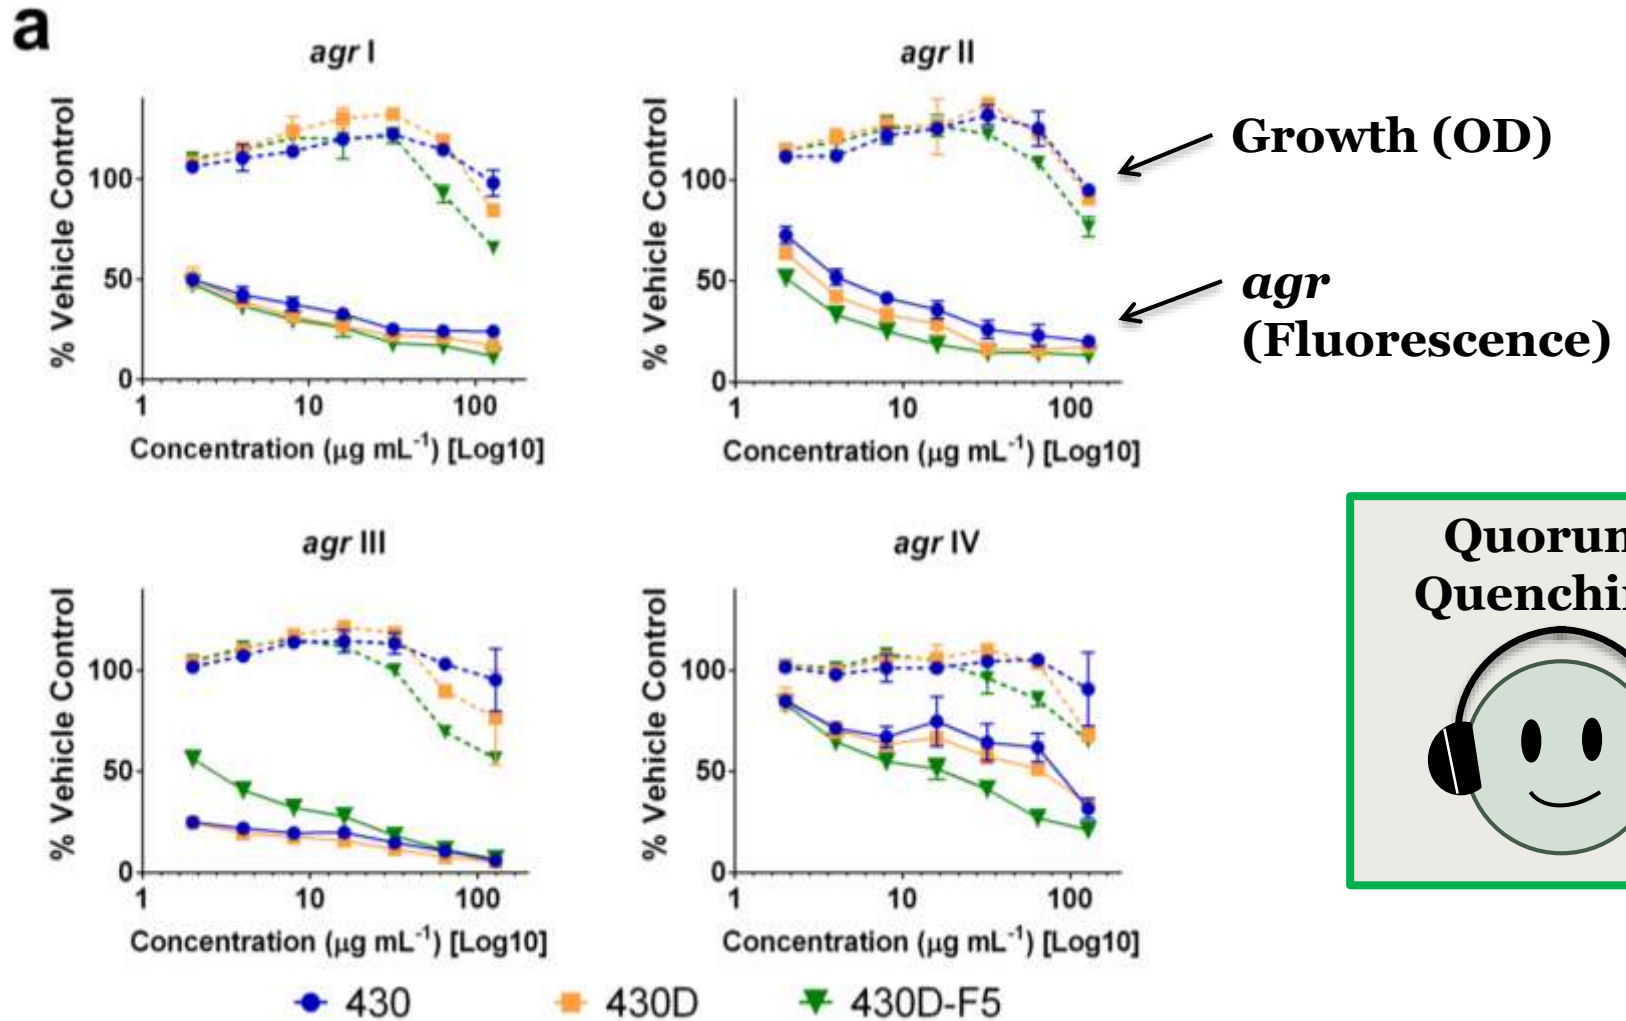 a
agr I
% Vehicle Control
100
50
0
1 10 100
Concentration (µg mL⁻¹) [Log10]
agr II
% Vehicle Control
100
50
0
1 10 100
Concentration (µg mL⁻¹) [Log10]
Growth (OD)
agr
(Fluorescence)
agr III
% Vehicle Control
100
50
0
1 10 100
Concentration (µg mL⁻¹) [Log10]
agr IV
% Vehicle Control
100
50
0
1 10 100
Concentration (µg mL⁻¹) [Log10]
430 430D 430D-F5